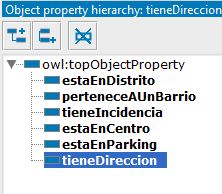 Object property hierarchy: tieneDireccion
owl:topObjectProperty
estaEnDistrito
perteneceAUnBarrio
tieneIncidencia
estaEnCentro
estaEnParking
tieneDireccion